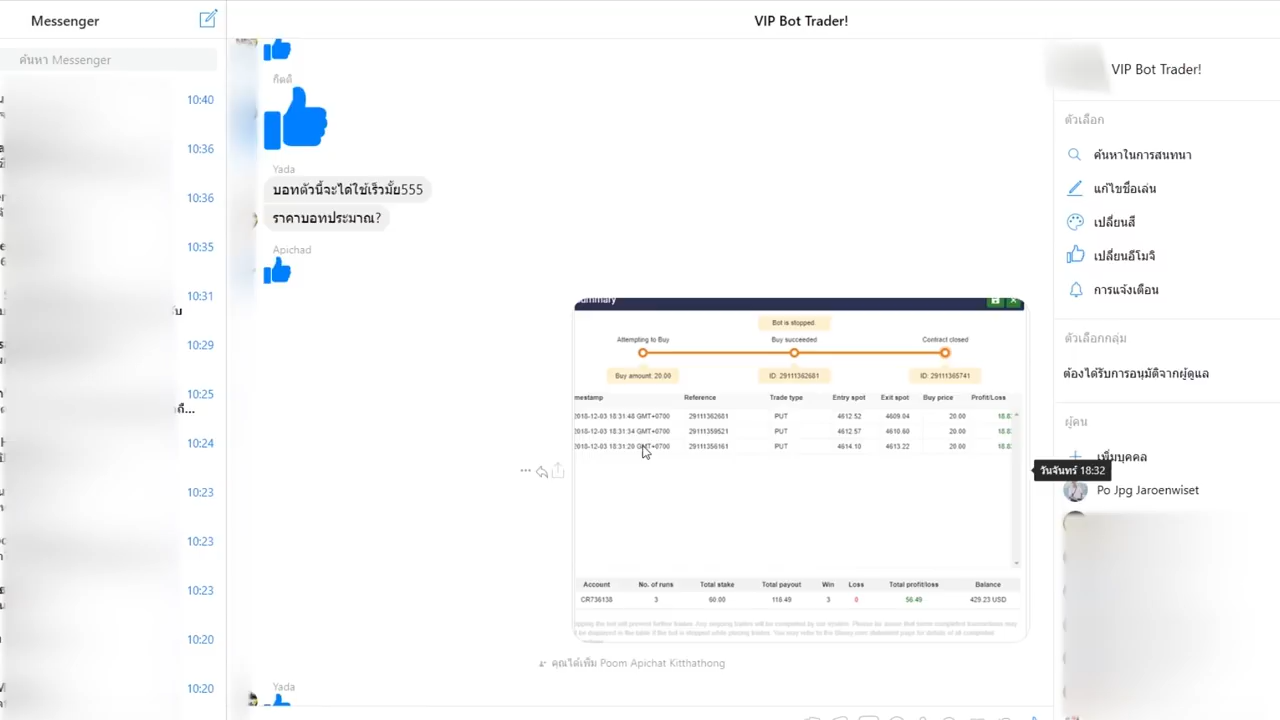 Messenger
VIP Bot Trader!
ค้นหา Messenger
10:40
10:36
10:36
10:35
10:31
10:29
10:25
10:24
10:23
10:23
10:23
10:20
10:20
กิตติ
Yada
บอทตัวนี้จะได้ใช้เร็วมั้ย555
ราคาบอทประมาณ?
Apichad
Bot is stopped
Attempting to Buy
Buy succeeded
Contract closed
Buy amount: 20.00
ID: 29111362681
ID: 29111365741
Reference Trade type Entry spot Exit spot Buy price Profit/Loss
2018-12-03 18:31:48 GMT+0700 29111362681 PUT 4612.52 4609.04 20.00
2018-12-03 18:31:34 GMT+0700 29111359521 PUT 4612.57 4610.60 20.00
2018-12-03 18:31:20 GMT+0700 29111356161 PUT 4614.10 4613.22 20.00
Account No. of runs Total stake Total payout Win Loss Total profit/loss Balance
CR736138 3 60.00 116.49 3 0 56.49 429.23 USD
คุณได้เพิ่ม Poom Apichat Kitthathong
Yada
VIP Bot Trader!
ตัวเลือก
ค้นหาในการสนทนา
แก้ไขชื่อเล่น
เปลี่ยนสี
เปลี่ยนอีโมจิ
การแจ้งเตือน
ตัวเลือกกลุ่ม
ต้องได้รับการอนุมัติจากผู้ดูแล
ผู้คน
เพิ่มบุคคล
วันจันทร์ 18:32
Po Jpg Jaroenwiset